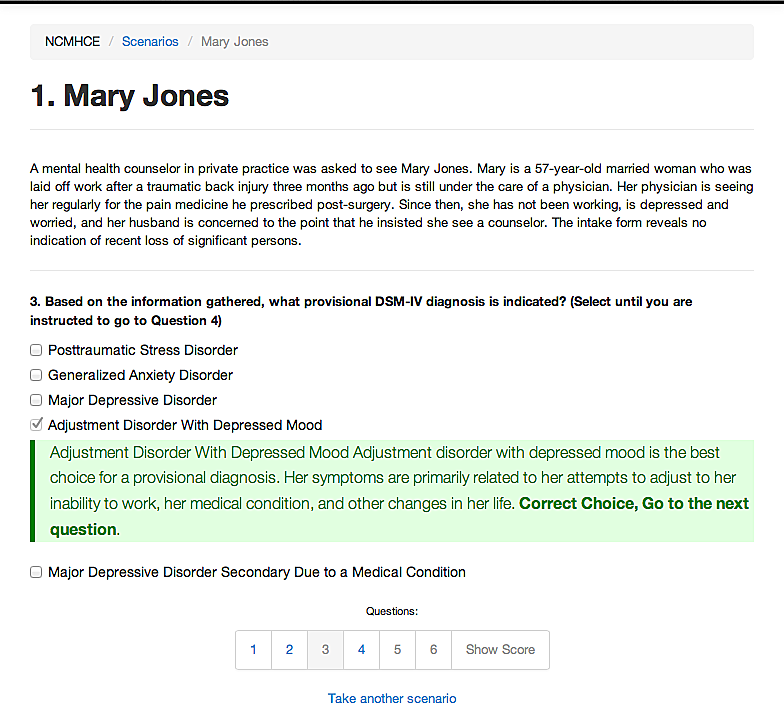 NCMHCE / Scenarios / Mary Jones
1. Mary Jones
A mental health counselor in private practice was asked to see Mary Jones. Mary is a 57-year-old married woman who was
laid off work after a traumatic back injury three months ago but is still under the care of a physician. Her physician is seeing
her regularly for the pain medicine he prescribed post-surgery. Since then, she has not been working, is depressed and
worried, and her husband is concerned to the point that he insisted she see a counselor. The intake form reveals no
indication of recent loss of significant persons.
3. Based on the information gathered, what provisional DSM-IV diagnosis is indicated? (Select until you are
instructed to go to Question 4)
Posttraumatic Stress Disorder
Generalized Anxiety Disorder
Major Depressive Disorder
Adjustment Disorder With Depressed Mood
Adjustment Disorder With Depressed Mood Adjustment disorder with depressed mood is the best
choice for a provisional diagnosis. Her symptoms are primarily related to her attempts to adjust to her
inability to work, her medical condition, and other changes in her life. Correct Choice, Go to the next
question.
Major Depressive Disorder Secondary Due to a Medical Condition
Questions:
1 2 3 4 5 6 Show Score
Take another scenario